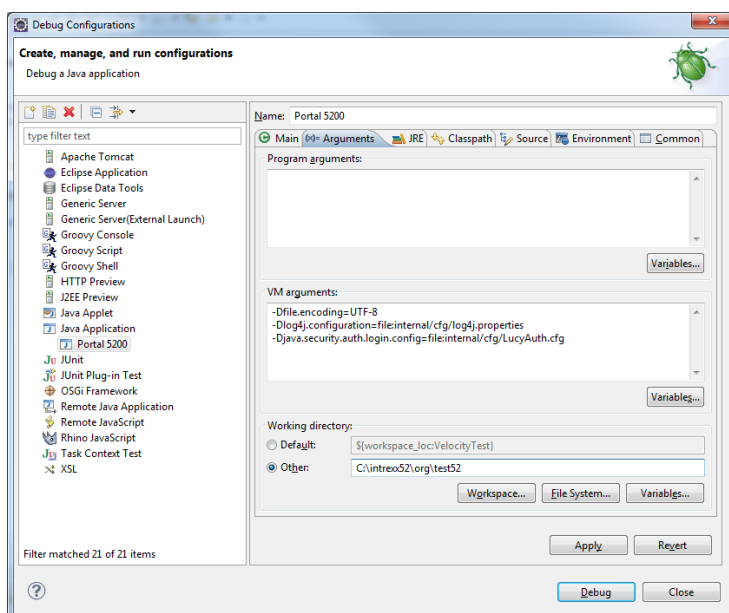 Debug Configurations
Create, manage, and run configurations
Debug a Java application
type filter text
Apache Tomcat
Eclipse Application
Eclipse Data Tools
Generic Server
Generic Server(External Launch)
Groovy Console
Groovy Script
Groovy Shell
HTTP Preview
J2EE Preview
Java Applet
Java Application
Portal 5200
JUnit
JUnit Plug-in Test
OSGi Framework
Remote Java Application
Remote JavaScript
Rhino JavaScript
Task Context Test
XSL
Filter matched 21 of 21 items
Name: Portal 5200
Main (x)= Arguments JRE Classpath Source Environment Common
Program arguments:
Variables...
VM arguments:
-Dfile.encoding=UTF-8
-Dlog4j.configuration=file:internal/cfg/log4j.properties
-Djava.security.auth.login.config=file:internal/cfg/LucyAuth.cfg
Variables...
Working directory:
Default: ${workspace_loc:VelocityTest}
Other: C:\intrexx52\org\test52
Workspace... File System... Variables...
Apply Revert
Debug Close